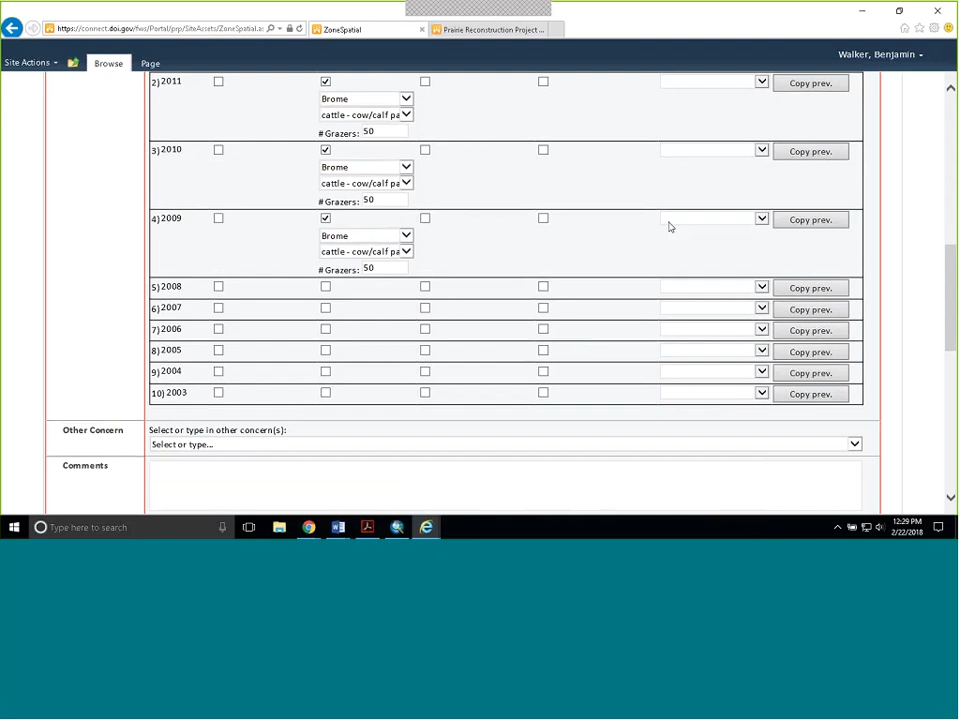 https://connect.doi.gov/fws/Portal/prp/SiteAssets/ZoneSpatial.as
ZoneSpatial
Prairie Reconstruction Project ...
Walker, Benjamin
Site Actions
Browse
Page
2) 2011
Copy prev.
Brome
cattle - cow/calf pa
# Grazers: 50
3) 2010
Copy prev.
Brome
cattle - cow/calf pa
# Grazers: 50
4) 2009
Copy prev.
Brome
cattle - cow/calf pa
# Grazers: 50
5) 2008 Copy prev.
6) 2007 Copy prev.
7) 2006 Copy prev.
8) 2005 Copy prev.
9) 2004 Copy prev.
10) 2003 Copy prev.
Other Concern
Select or type in other concern(s):
Select or type...
Comments
Type here to search
12:29 PM
2/22/2018